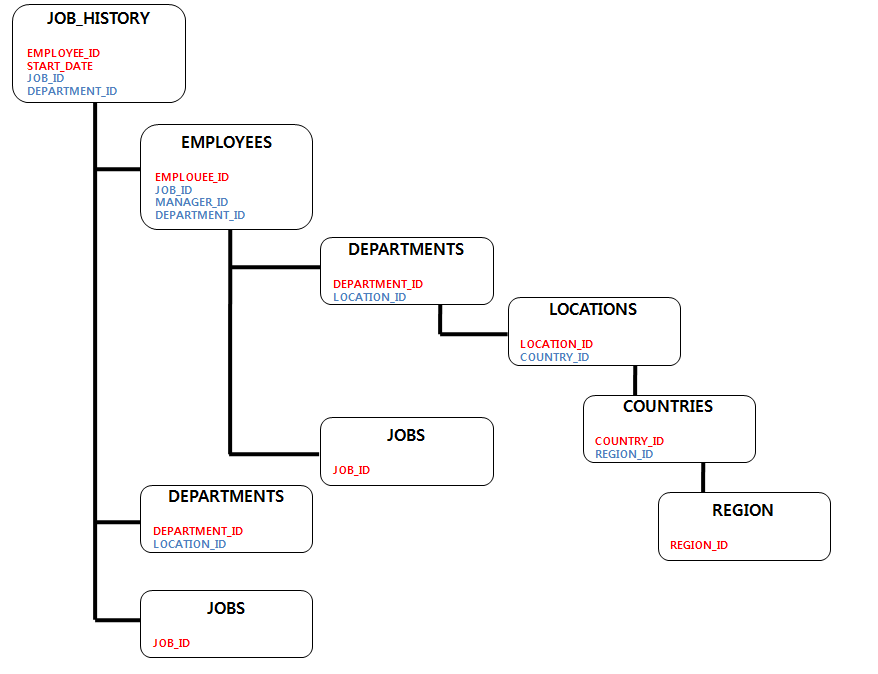 JOB_HISTORY
EMPLOYEE_ID
START_DATE
JOB_ID
DEPARTMENT_ID
EMPLOYEES
EMPLOUEE_ID
JOB_ID
MANAGER_ID
DEPARTMENT_ID
DEPARTMENTS
DEPARTMENT_ID
LOCATION_ID
LOCATIONS
LOCATION_ID
COUNTRY_ID
COUNTRIES
COUNTRY_ID
REGION_ID
JOBS
JOB_ID
DEPARTMENTS
DEPARTMENT_ID
LOCATION_ID
REGION
REGION_ID
JOBS
JOB_ID